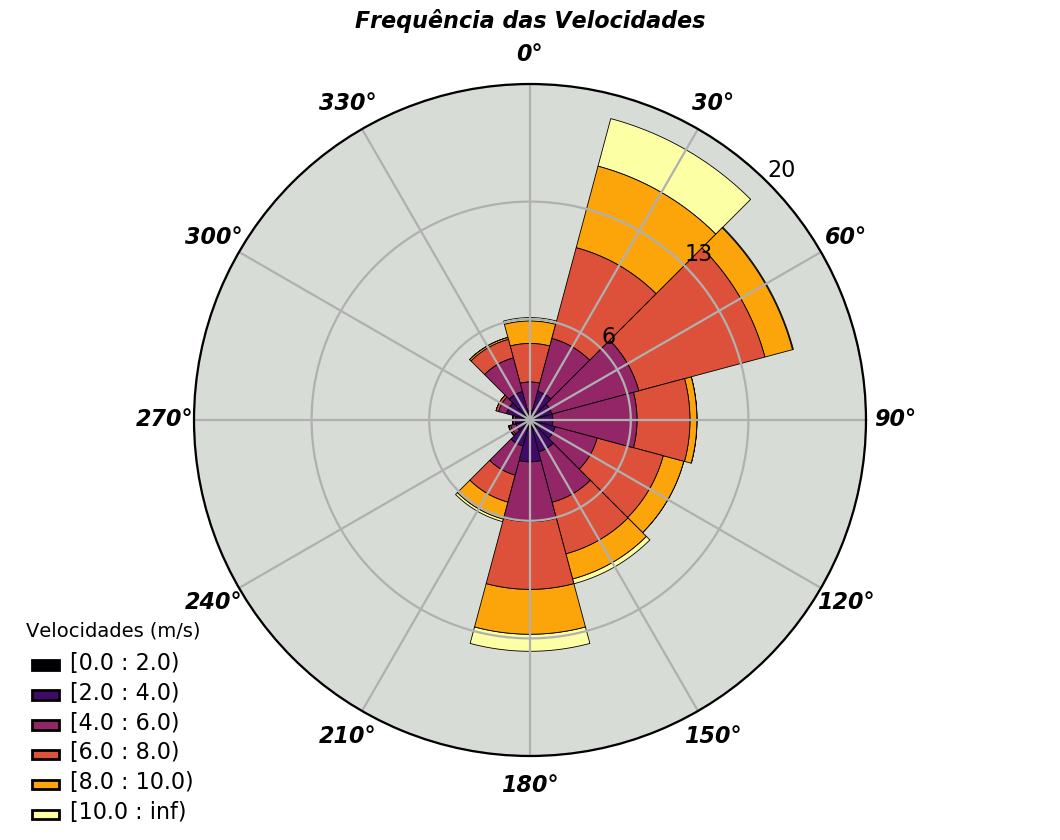 Frequência das Velocidades
0°
330°
30°
20
300°
60°
13
6
270°
90°
240°
120°
210°
150°
180°
Velocidades (m/s)
[0.0 : 2.0)
[2.0 : 4.0)
[4.0 : 6.0)
[6.0 : 8.0)
[8.0 : 10.0)
[10.0 : inf)